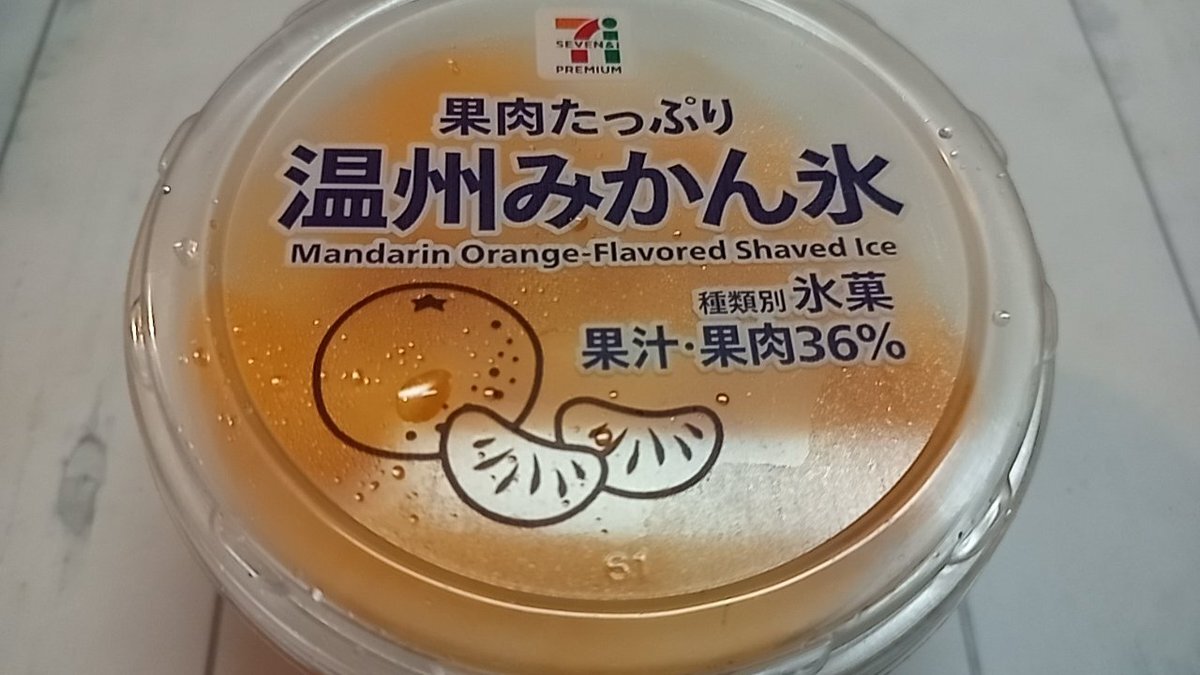 SEVEN&i
PREMIUM
果肉たっぷり
温州みかん氷
Mandarin Orange-Flavored Shaved Ice
種類別 氷菓
果汁・果肉36%
S1